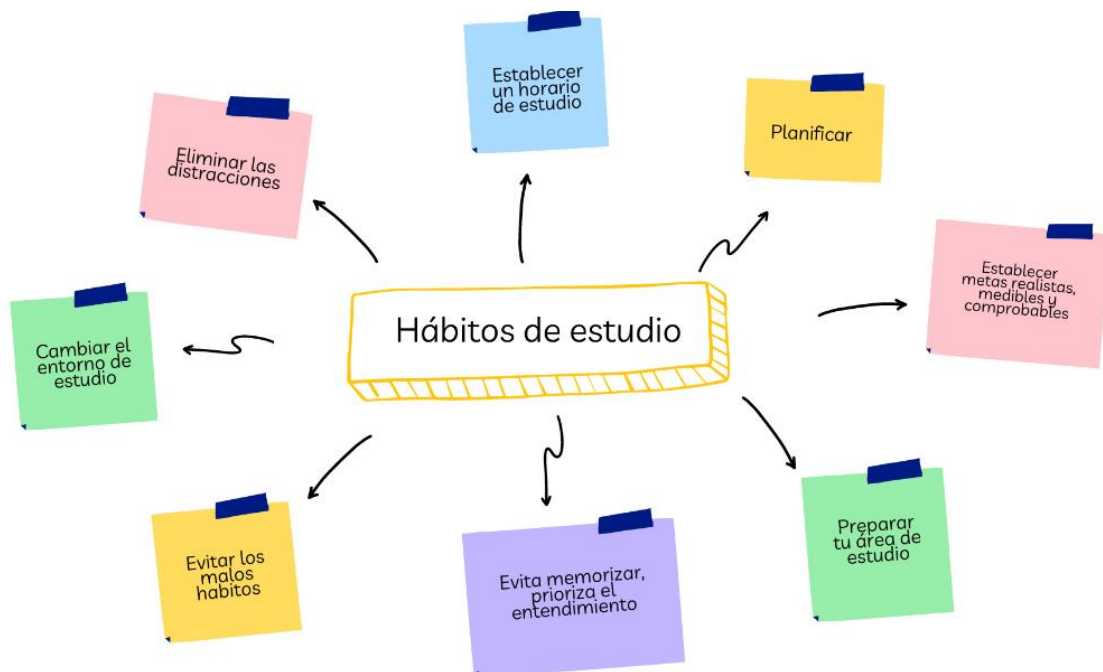 Establecer
un horario
de estudio
Planificar
Eliminar las
distracciones
Establecer
metas realistas,
medibles y
comprobables
Hábitos de estudio
Cambiar el
entorno de
estudio
Preparar
tu área de
estudio
Evitar los
malos
habitos
Evita memorizar,
prioriza el
entendimiento